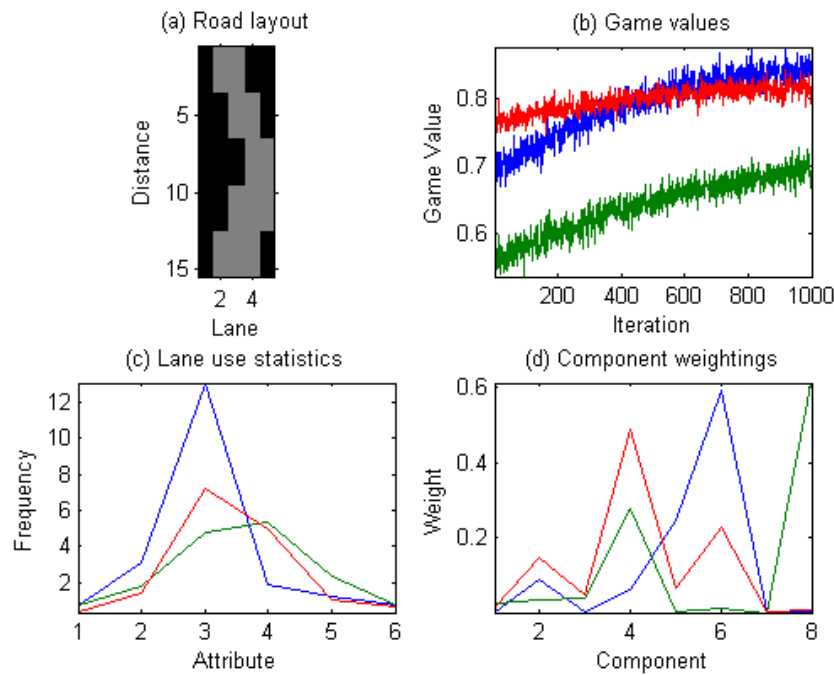 (a) Road layout
5
10
15
2 4
Distance
Lane
(b) Game values
0.8
0.7
0.6
200 400 600 800 1000
Game Value
Iteration
(c) Lane use statistics
12
10
8
6
4
2
1 2 3 4 5 6
Frequency
Attribute
(d) Component weightings
0.6
0.4
0.2
2 4 6 8
Weight
Component